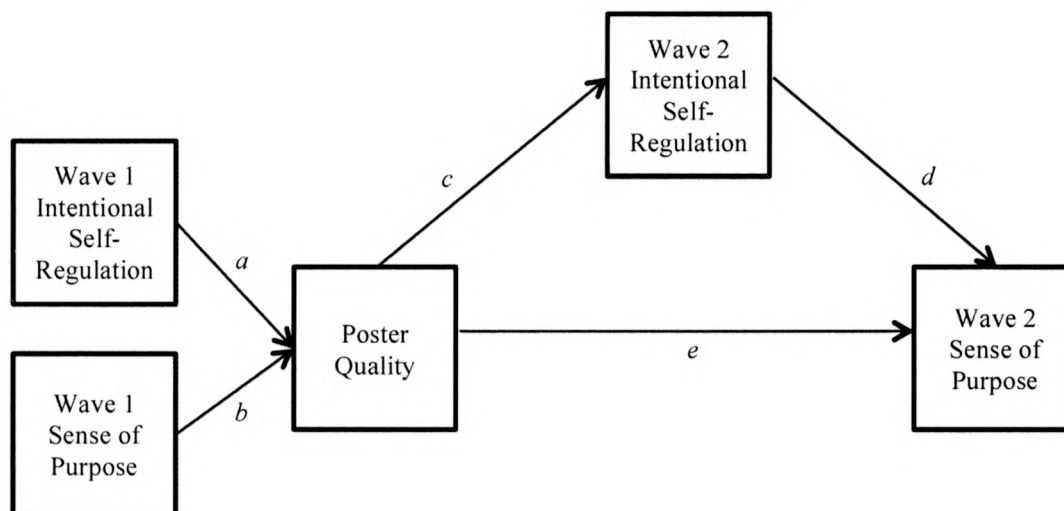 Wave 2
Intentional
Self-
Regulation
Wave 1
Intentional
Self-
Regulation
c
d
a
Poster
Quality
Wave 2
Sense of
Purpose
e
Wave 1
Sense of
Purpose
b